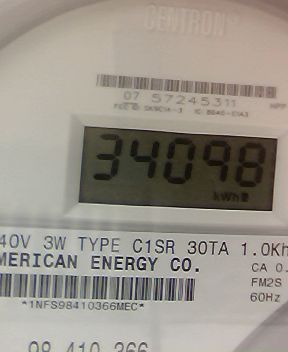 CENTRON®
07 57245311
34098
kWh
40V 3W TYPE C1SR 30TA 1.0Kh
MERICAN ENERGY CO.
CA 0.
FM2S
60Hz
*1NFS98410366MEC*
98 410 366